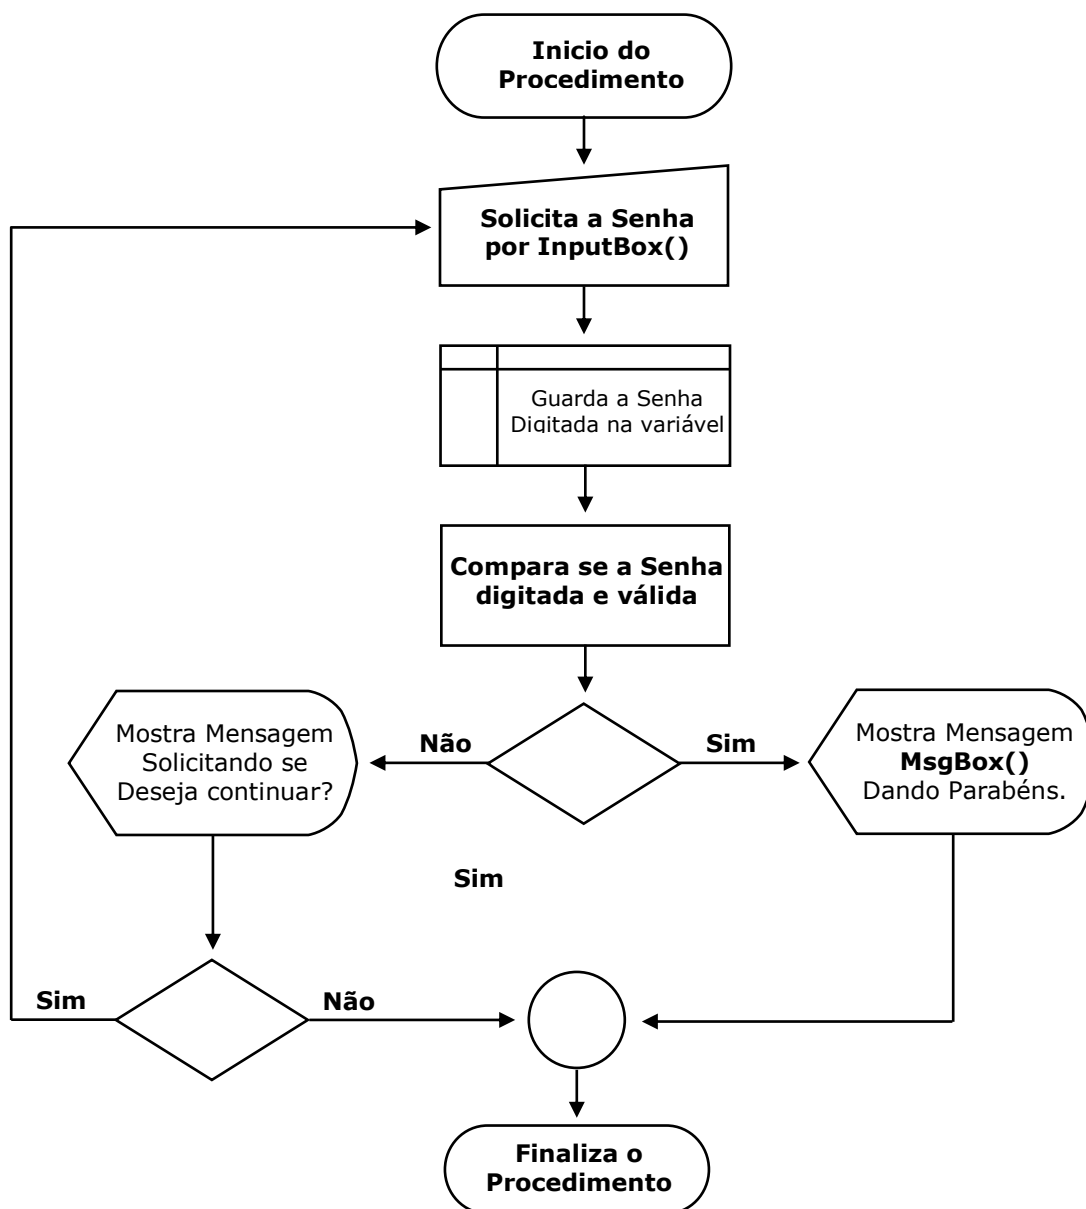 Inicio do
Procedimento
Solicita a Senha
por InputBox()
Guarda a Senha
Digitada na variável
Compara se a Senha
digitada e válida
Não
Sim
Mostra Mensagem
Solicitando se
Deseja continuar?
Mostra Mensagem
MsgBox()
Dando Parabéns.
Sim
Sim
Não
Finaliza o
Procedimento